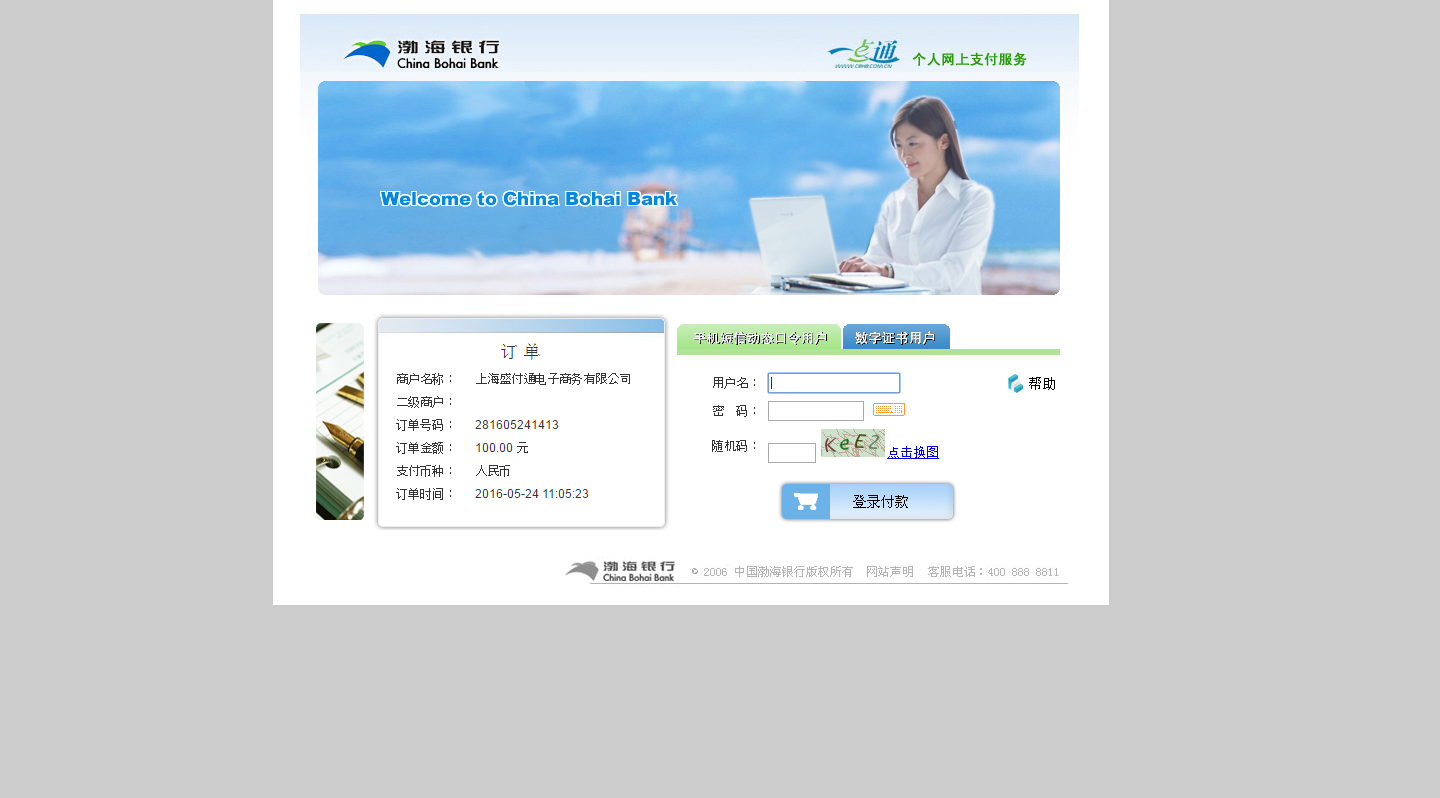 渤海银行
China Bohai Bank
一点通
WWW.CBHB.COM.CN
个人网上支付服务
Welcome to China Bohai Bank
订 单
商户名称： 上海盛付通电子商务有限公司
二级商户：
订单号码： 281605241413
订单金额： 100.00 元
支付币种： 人民币
订单时间： 2016-05-24 11:05:23
手机短信动态口令用户
数字证书用户
用户名：
帮助
密 码：
随机码： KeE2 点击换图
登录付款
渤海银行
China Bohai Bank
© 2006 中国渤海银行版权所有 网站声明 客服电话：400 888 8811